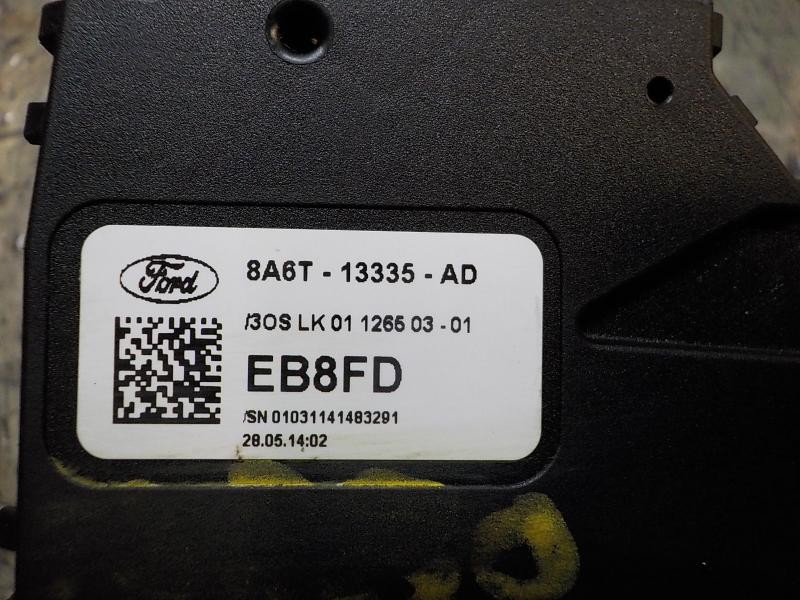 Ford
8A6T - 13335 - AD
/3OS LK 01 1265 03 - 01
EB8FD
/SN 01031141483291
28.05.14:02